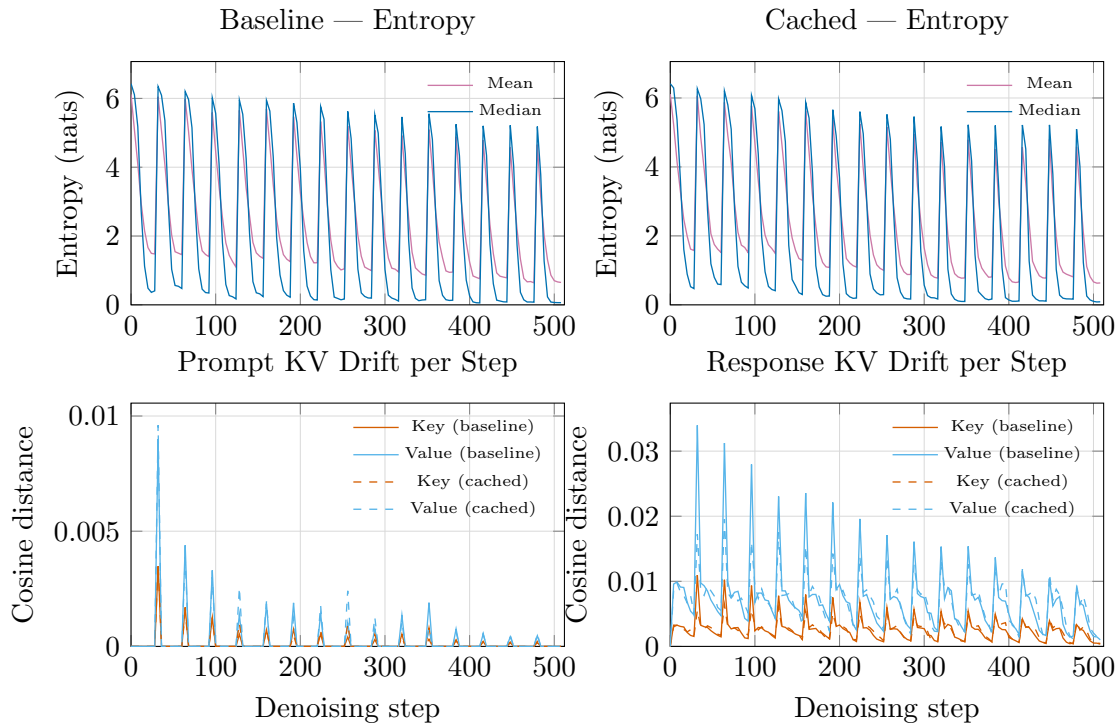 Baseline — Entropy
Entropy (nats)
6
4
2
0
Mean
Median
0 100 200 300 400 500
Cached — Entropy
Entropy (nats)
6
4
2
0
Mean
Median
0 100 200 300 400 500
Prompt KV Drift per Step
Cosine distance
0.01
0.005
0
Key (baseline)
Value (baseline)
Key (cached)
Value (cached)
0 100 200 300 400 500
Denoising step
Response KV Drift per Step
Cosine distance
0.03
0.02
0.01
0
Key (baseline)
Value (baseline)
Key (cached)
Value (cached)
0 100 200 300 400 500
Denoising step